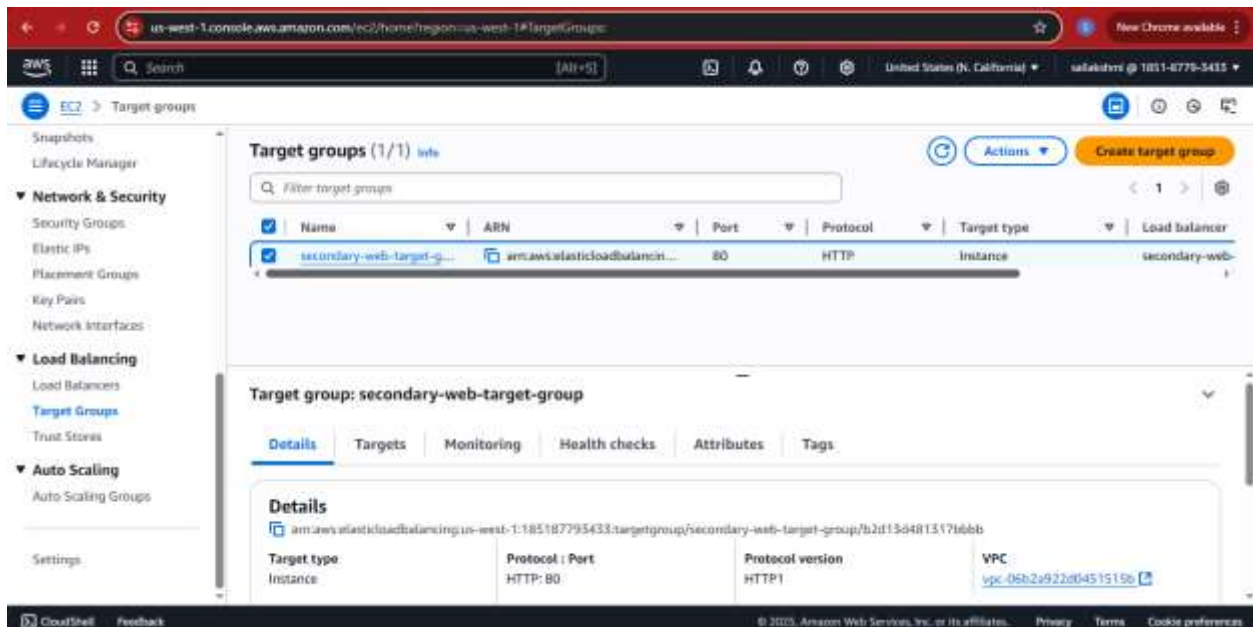 us-west-1.console.aws.amazon.com/ec2/home?region=us-west-1#TargetGroups:
New Chrome available
aws
Search
[Alt+S]
United States (N. California)
sailakshmi @ 1851-8779-3433
EC2 > Target groups
Snapshots
Lifecycle Manager
Network & Security
Security Groups
Elastic IPs
Placement Groups
Key Pairs
Network Interfaces
Load Balancing
Load Balancers
Target Groups
Trust Stores
Auto Scaling
Auto Scaling Groups
Settings
Target groups (1/1) Info
Actions
Create target group
Filter target groups
1
Name ARN Port Protocol Target type Load balancer
secondary-web-target-g... arn:aws:elasticloadbalancin... 80 HTTP Instance secondary-web-
Target group: secondary-web-target-group
Details Targets Monitoring Health checks Attributes Tags
Details
arn:aws:elasticloadbalancing:us-west-1:185187793433:targetgroup/secondary-web-target-group/b2d13d481317bbbb
Target type Protocol : Port Protocol version VPC
Instance HTTP: 80 HTTP1 vpc-06b2a922d0451515b
CloudShell Feedback © 2025, Amazon Web Services, Inc. or its affiliates. Privacy Terms Cookie preferences